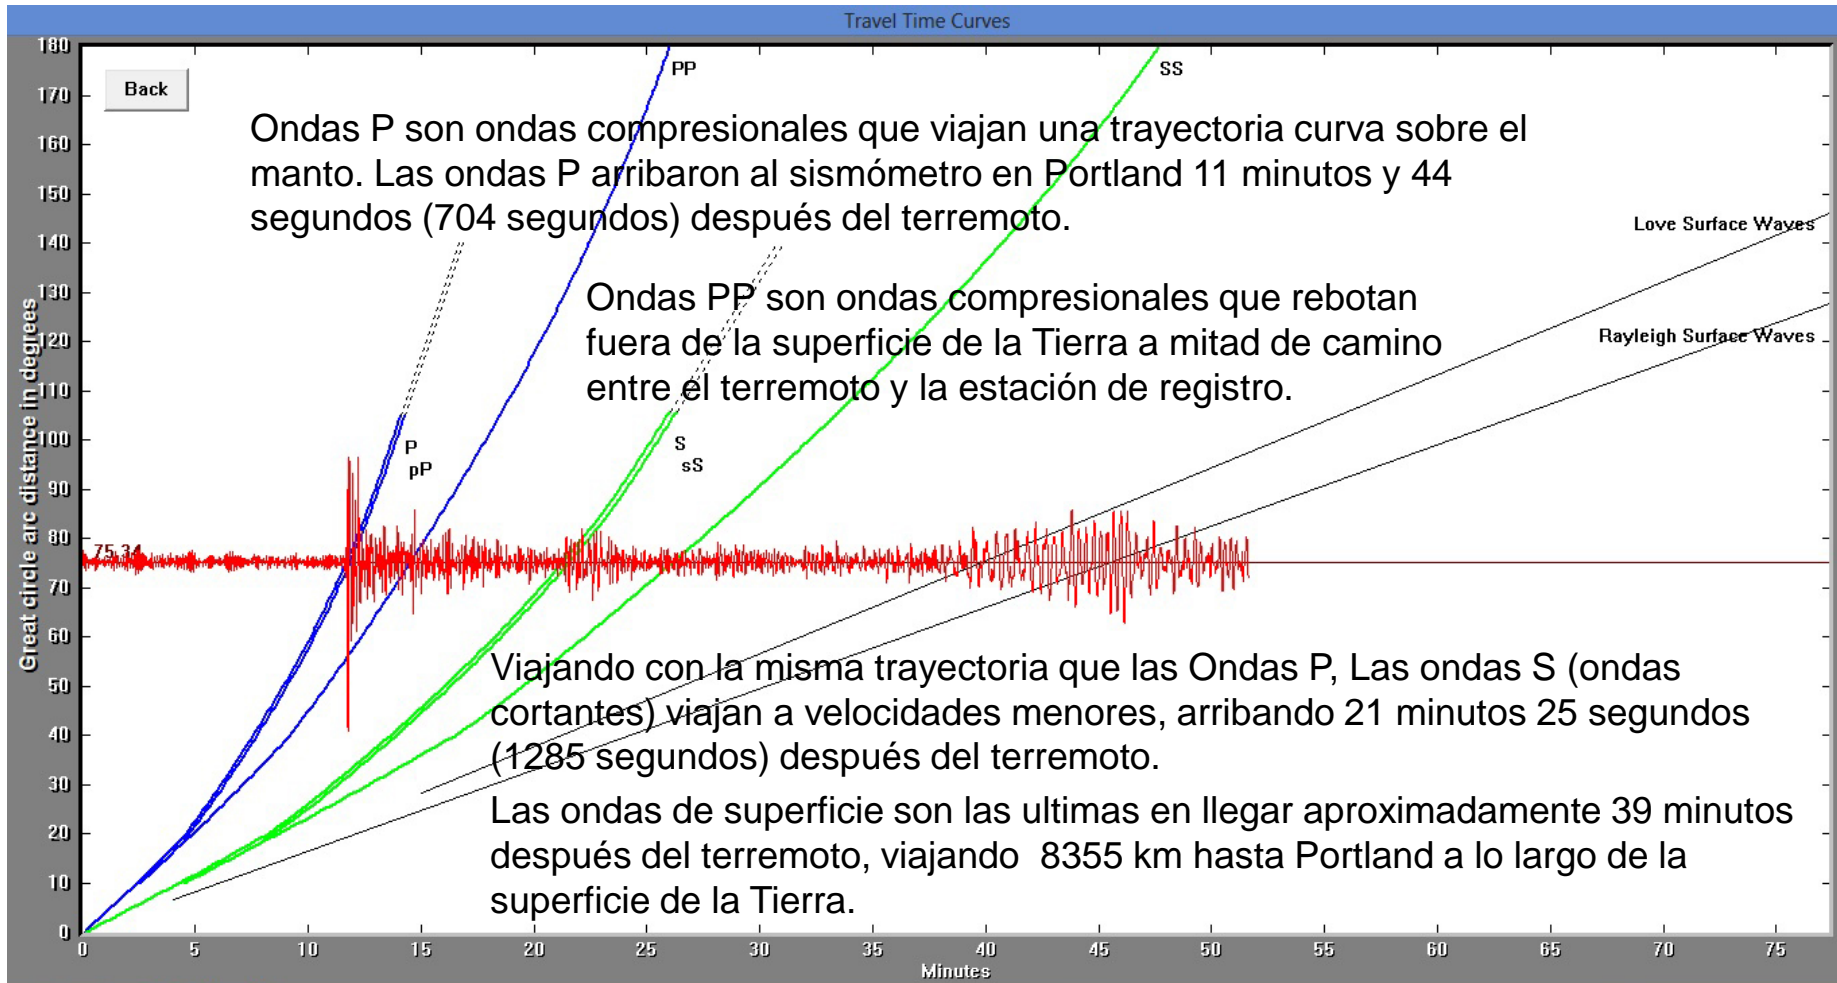 Travel Time Curves
Back
PP
SS
Ondas P son ondas compresionales que viajan una trayectoria curva sobre el
manto. Las ondas P arribaron al sismómetro en Portland 11 minutos y 44
segundos (704 segundos) después del terremoto.
Love Surface Waves
Ondas PP son ondas compresionales que rebotan
fuera de la superficie de la Tierra a mitad de camino
entre el terremoto y la estación de registro.
Rayleigh Surface Waves
P
pP
S
sS
75.34
Viajando con la misma trayectoria que las Ondas P, Las ondas S (ondas
cortantes) viajan a velocidades menores, arribando 21 minutos 25 segundos
(1285 segundos) después del terremoto.
Las ondas de superficie son las ultimas en llegar aproximadamente 39 minutos
después del terremoto, viajando  8355 km hasta Portland a lo largo de la
superficie de la Tierra.
Great circle arc distance in degrees
180
170
160
150
140
130
120
110
100
90
80
70
60
50
40
30
20
10
0
0 5 10 15 20 25 30 35 40 45 50 55 60 65 70 75
Minutes